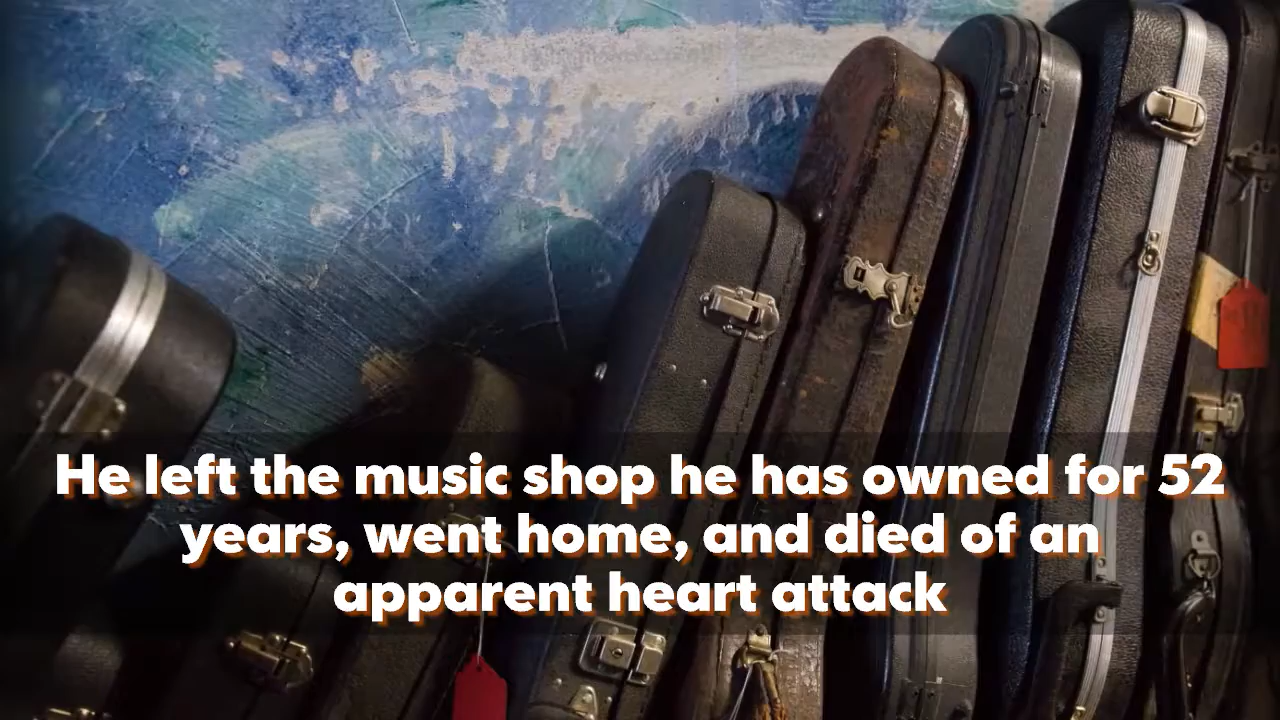 He left the music shop he has owned for 52
years, went home, and died of an
apparent heart attack